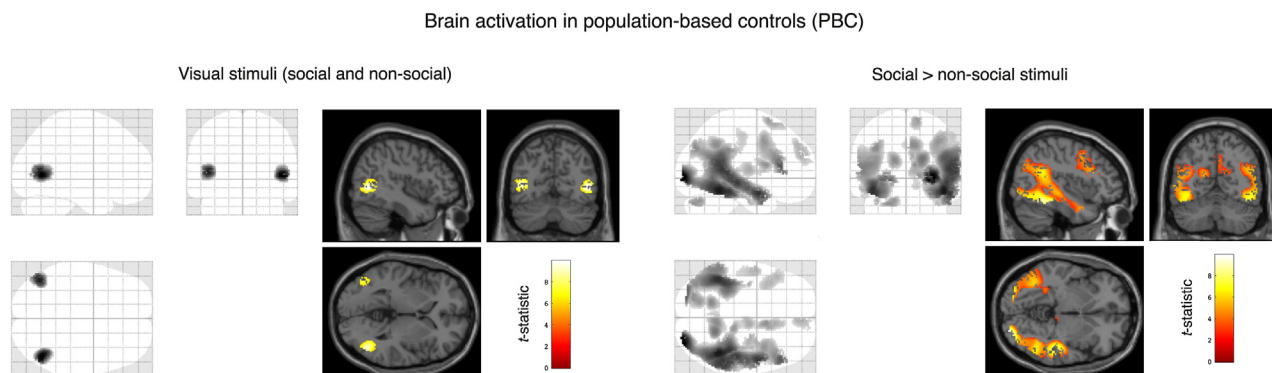 Brain activation in population-based controls (PBC)
Visual stimuli (social and non-social)
Social > non-social stimuli
t-statistic
8
6
4
2
0
t-statistic
8
6
4
2
0